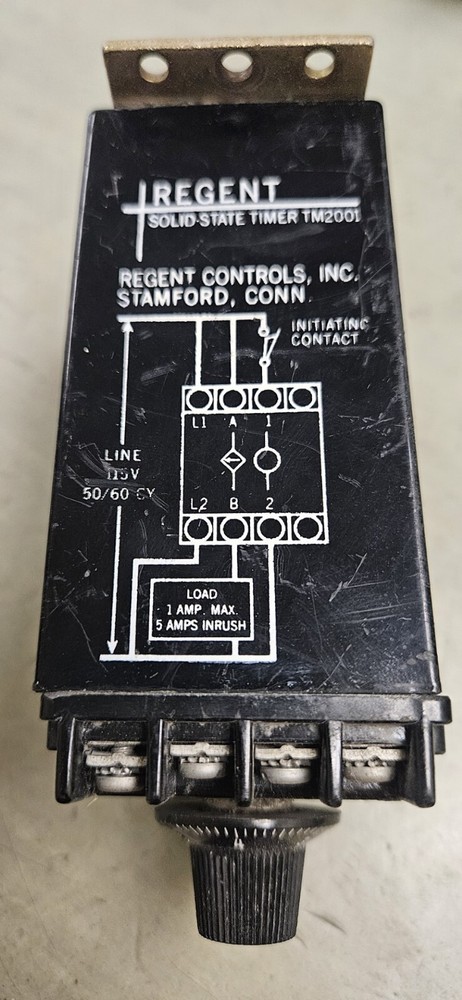 REGENT
SOLID-STATE TIMER TM2001
REGENT CONTROLS, INC.
STAMFORD, CONN.
INITIATING
CONTACT
L1 A 1
LINE
115V
50/60 CY
L2 B 2
LOAD
1 AMP. MAX.
5 AMPS INRUSH